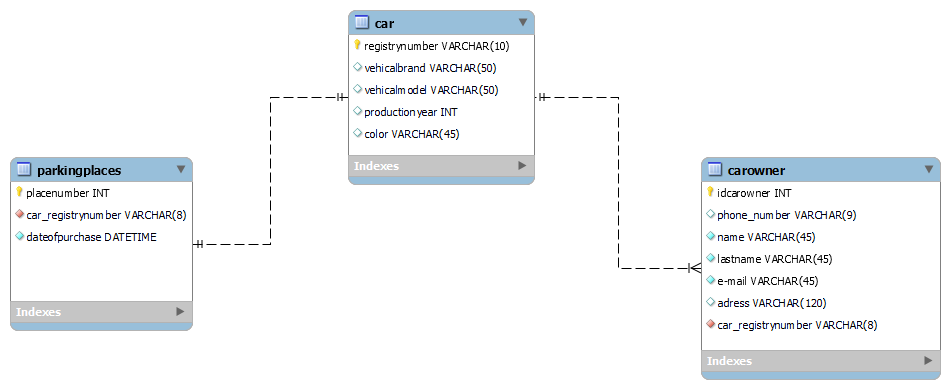 car
registrynumber VARCHAR(10)
vehicalbrand VARCHAR(50)
vehicalmodel VARCHAR(50)
productionyear INT
color VARCHAR(45)
Indexes
parkingplaces
placenumber INT
car_registrynumber VARCHAR(8)
dateofpurchase DATETIME
Indexes
carowner
idcarowner INT
phone_number VARCHAR(9)
name VARCHAR(45)
lastname VARCHAR(45)
e-mail VARCHAR(45)
adress VARCHAR(120)
car_registrynumber VARCHAR(8)
Indexes